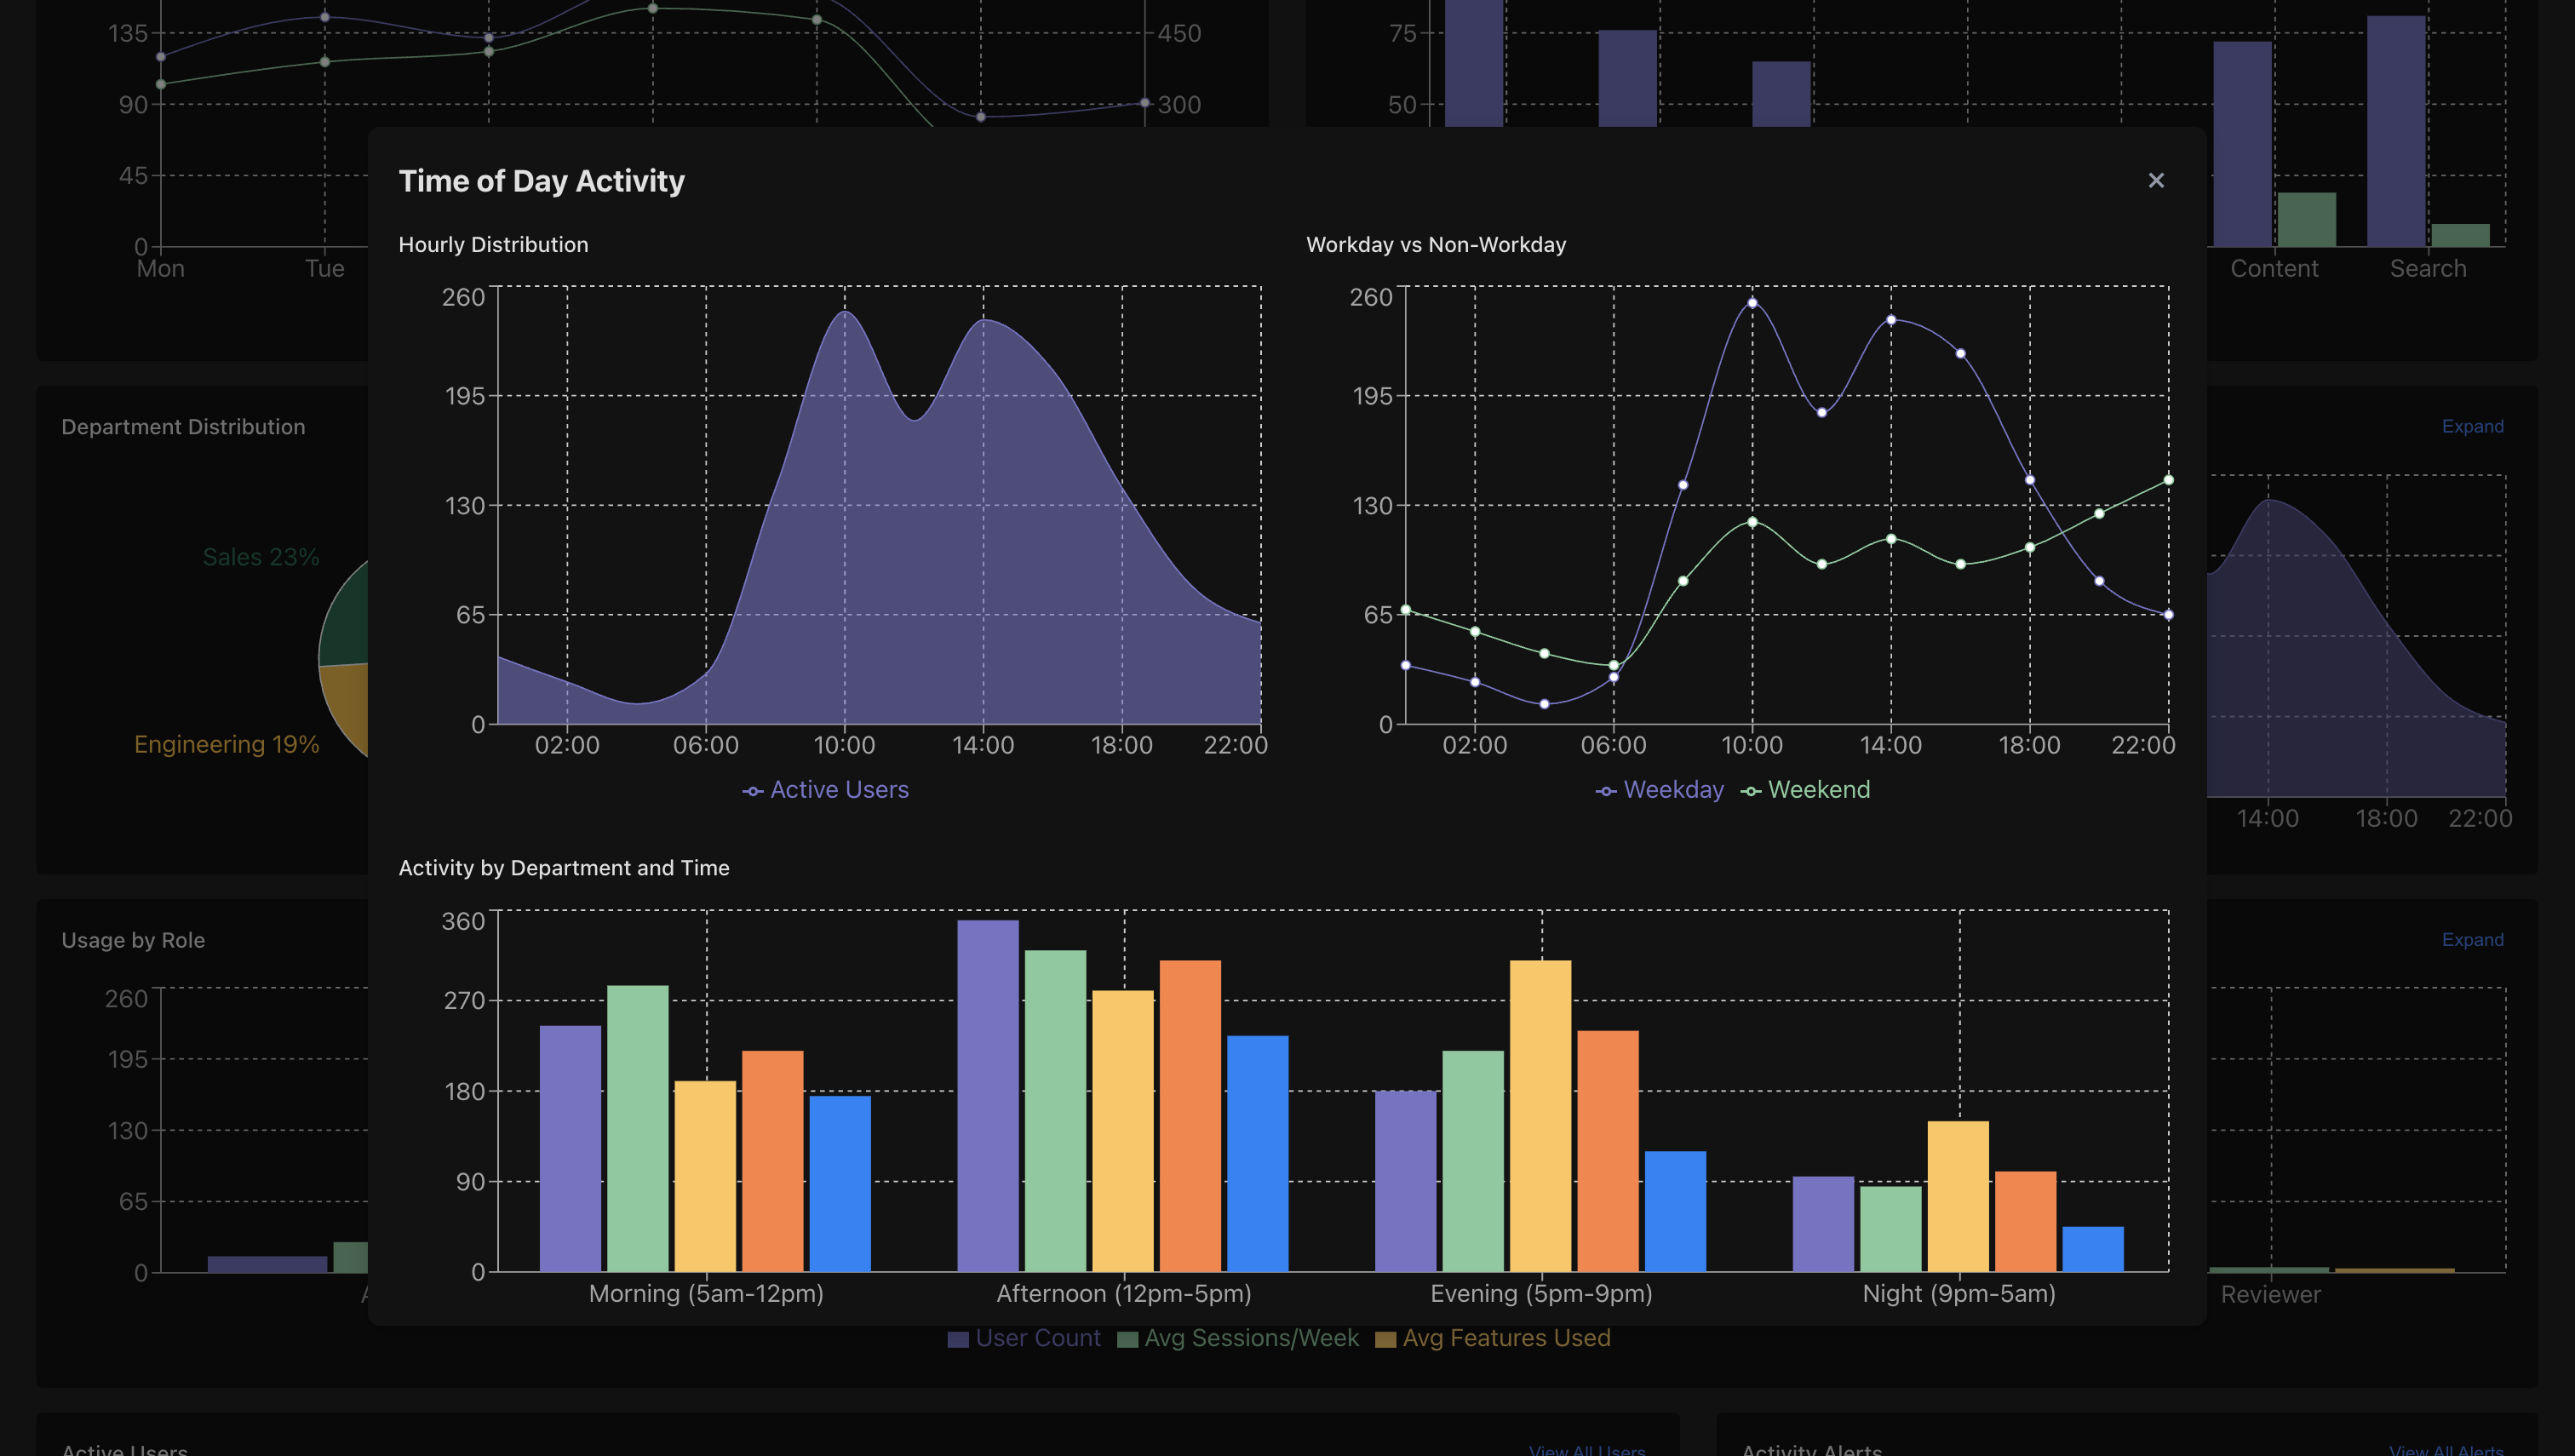 135
90
45
0
Mon
Tue
450
300
75
50
Content
Search
Time of Day Activity
×
Hourly Distribution
260
195
130
65
0
02:00 06:00 10:00 14:00 18:00 22:00
Active Users
Workday vs Non-Workday
260
195
130
65
0
02:00 06:00 10:00 14:00 18:00 22:00
Weekday Weekend
Activity by Department and Time
360
270
180
90
0
Morning (5am-12pm) Afternoon (12pm-5pm) Evening (5pm-9pm) Night (9pm-5am)
Department Distribution
Sales 23%
Engineering 19%
Expand
14:00 18:00 22:00
Usage by Role
260
195
130
65
0
Expand
Reviewer
User Count Avg Sessions/Week Avg Features Used
Active Users
View All Users
Activity Alerts
View All Alerts